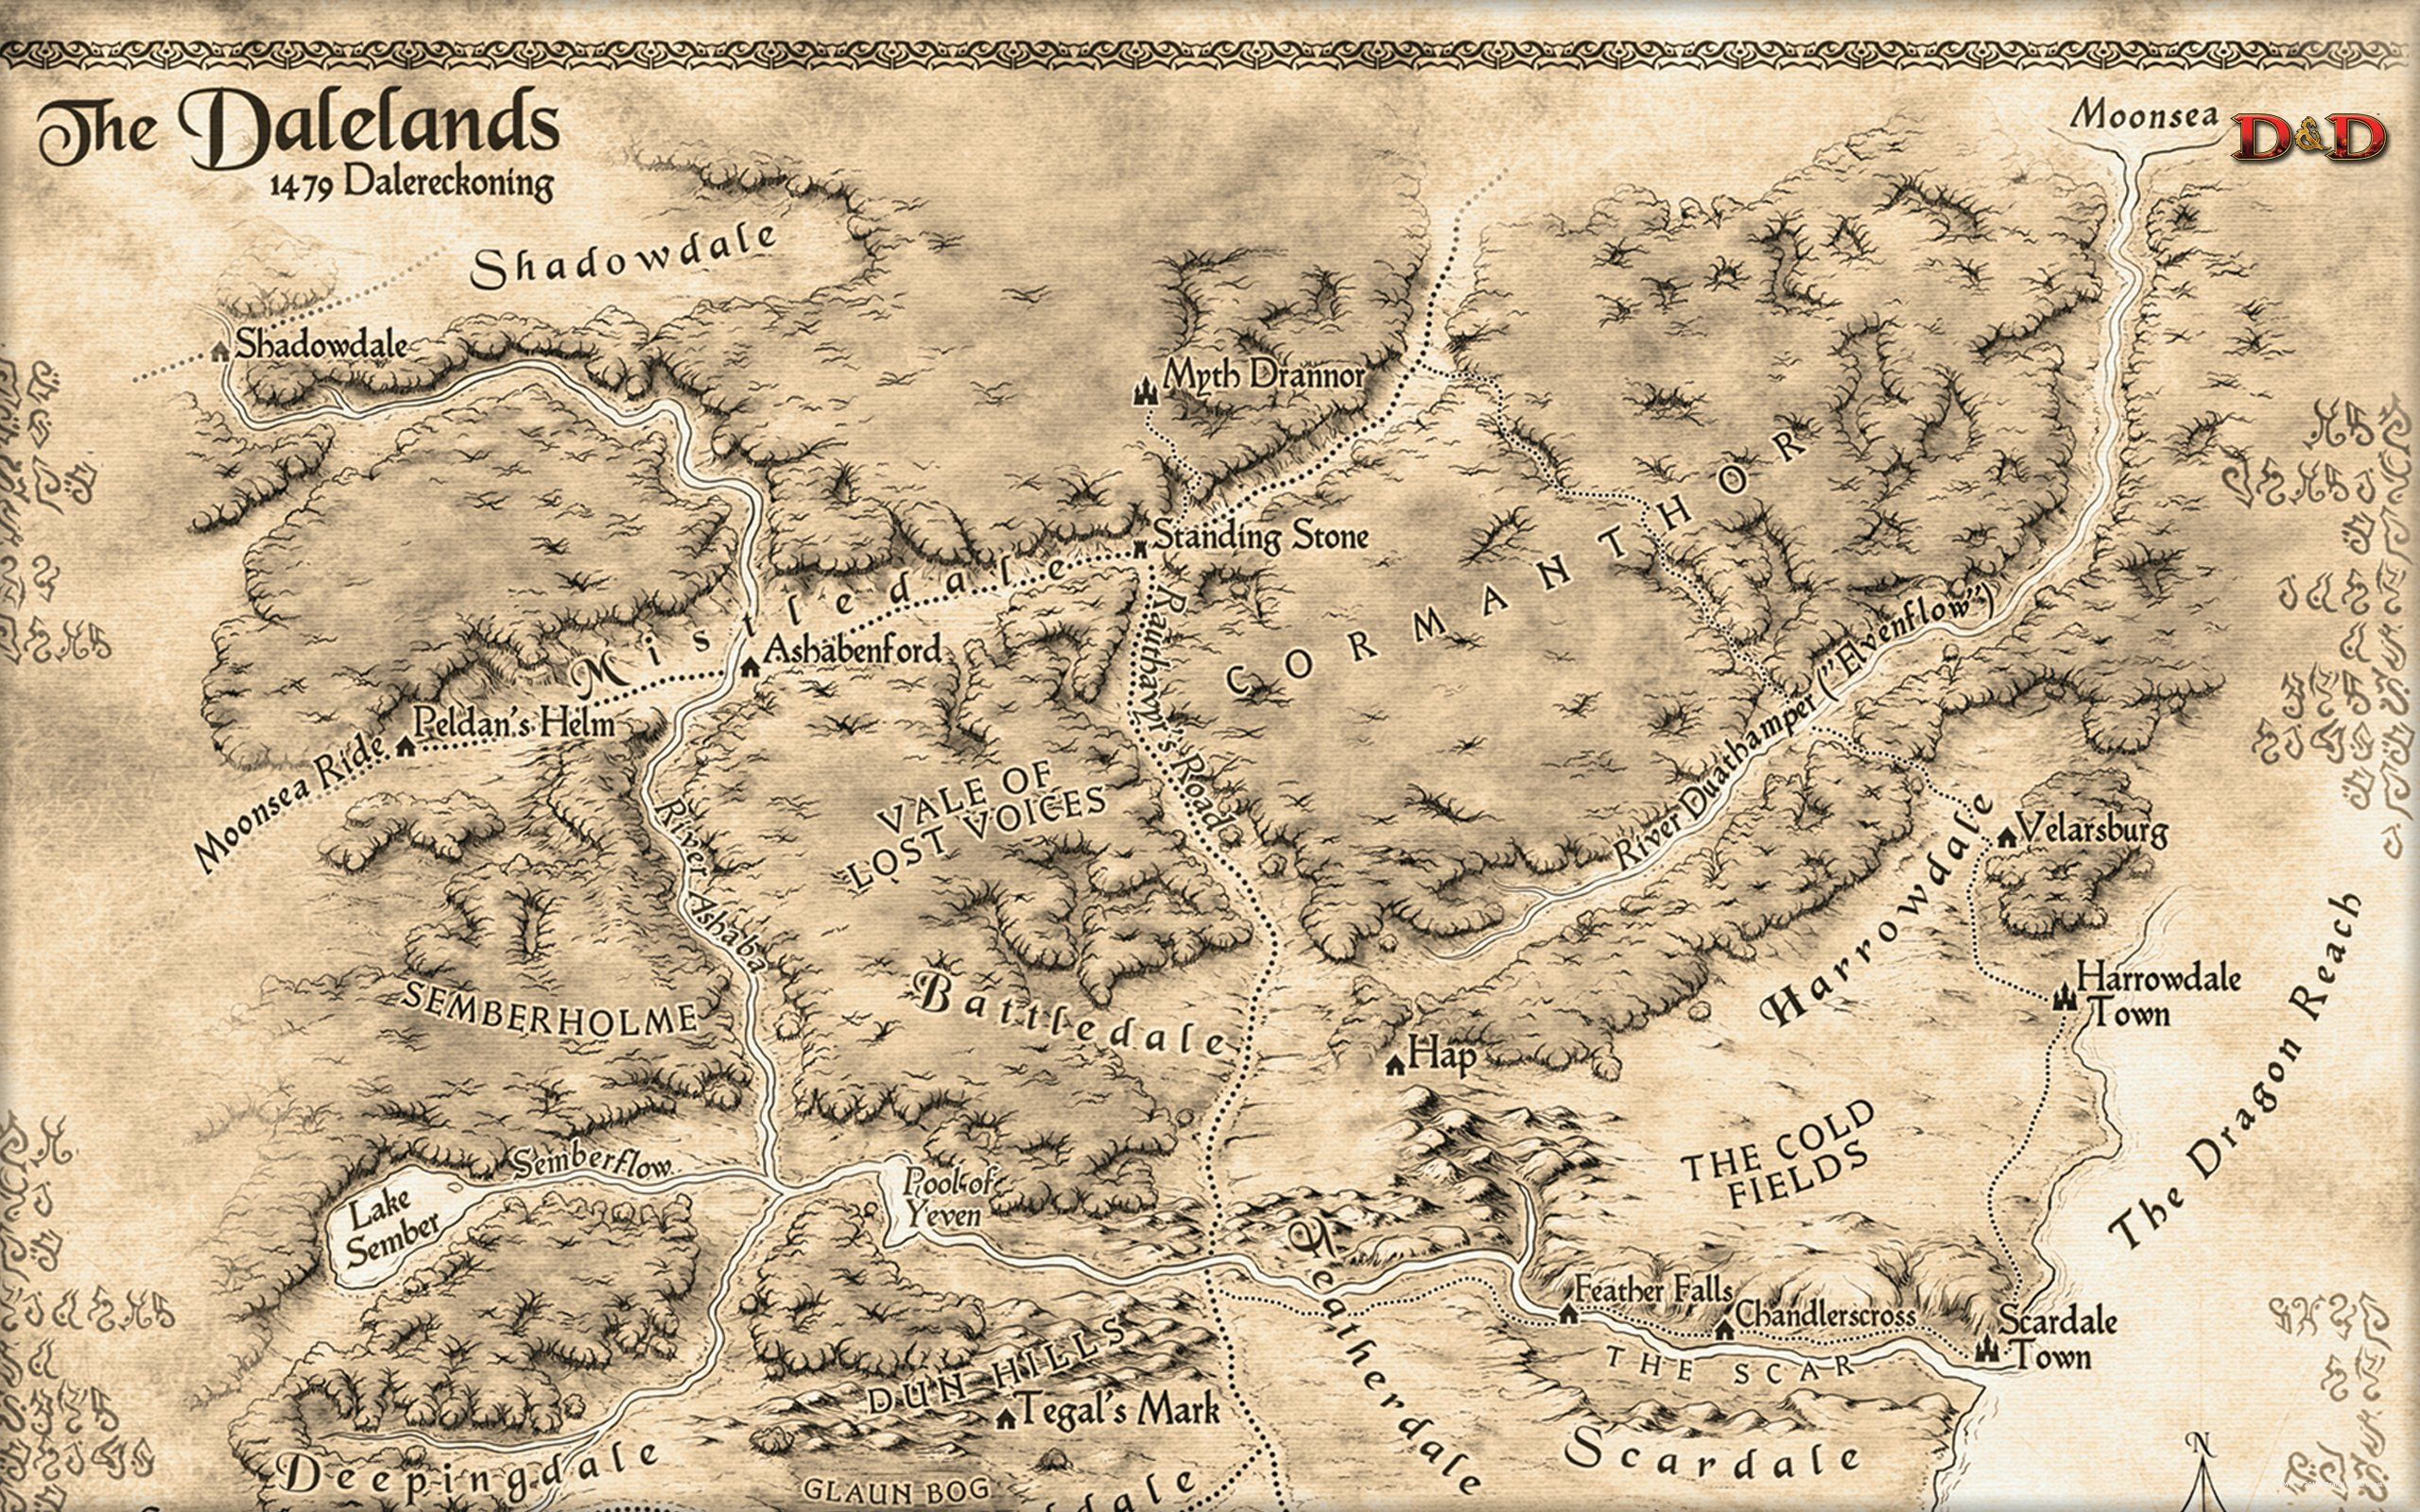 The Dalelands
1479 Dalereckoning
Moonsea
D&D
Shadowdale
Shadowdale
Myth Drannor
Standing Stone
CORMANTHOR
Mistledale
Ashabenford
Rauthauvyr's Road
River Duathamper ("Elvenflow")
Peldan's Helm
Moonsea Ride
VALE OF
LOST VOICES
River Ashaba
Velarsburg
Harrowdale
Harrowdale
Town
The Dragon Reach
SEMBERHOLME
Battledale
Hap
THE COLD
FIELDS
Semberflow
Lake
Sember
Pool of
Yeven
Featherdale
Feather Falls
Chandlerscross
Scardale
Town
THE SCAR
DUN HILLS
Tegal's Mark
Scardale
Deepingdale
GLAUN BOG
dale
N